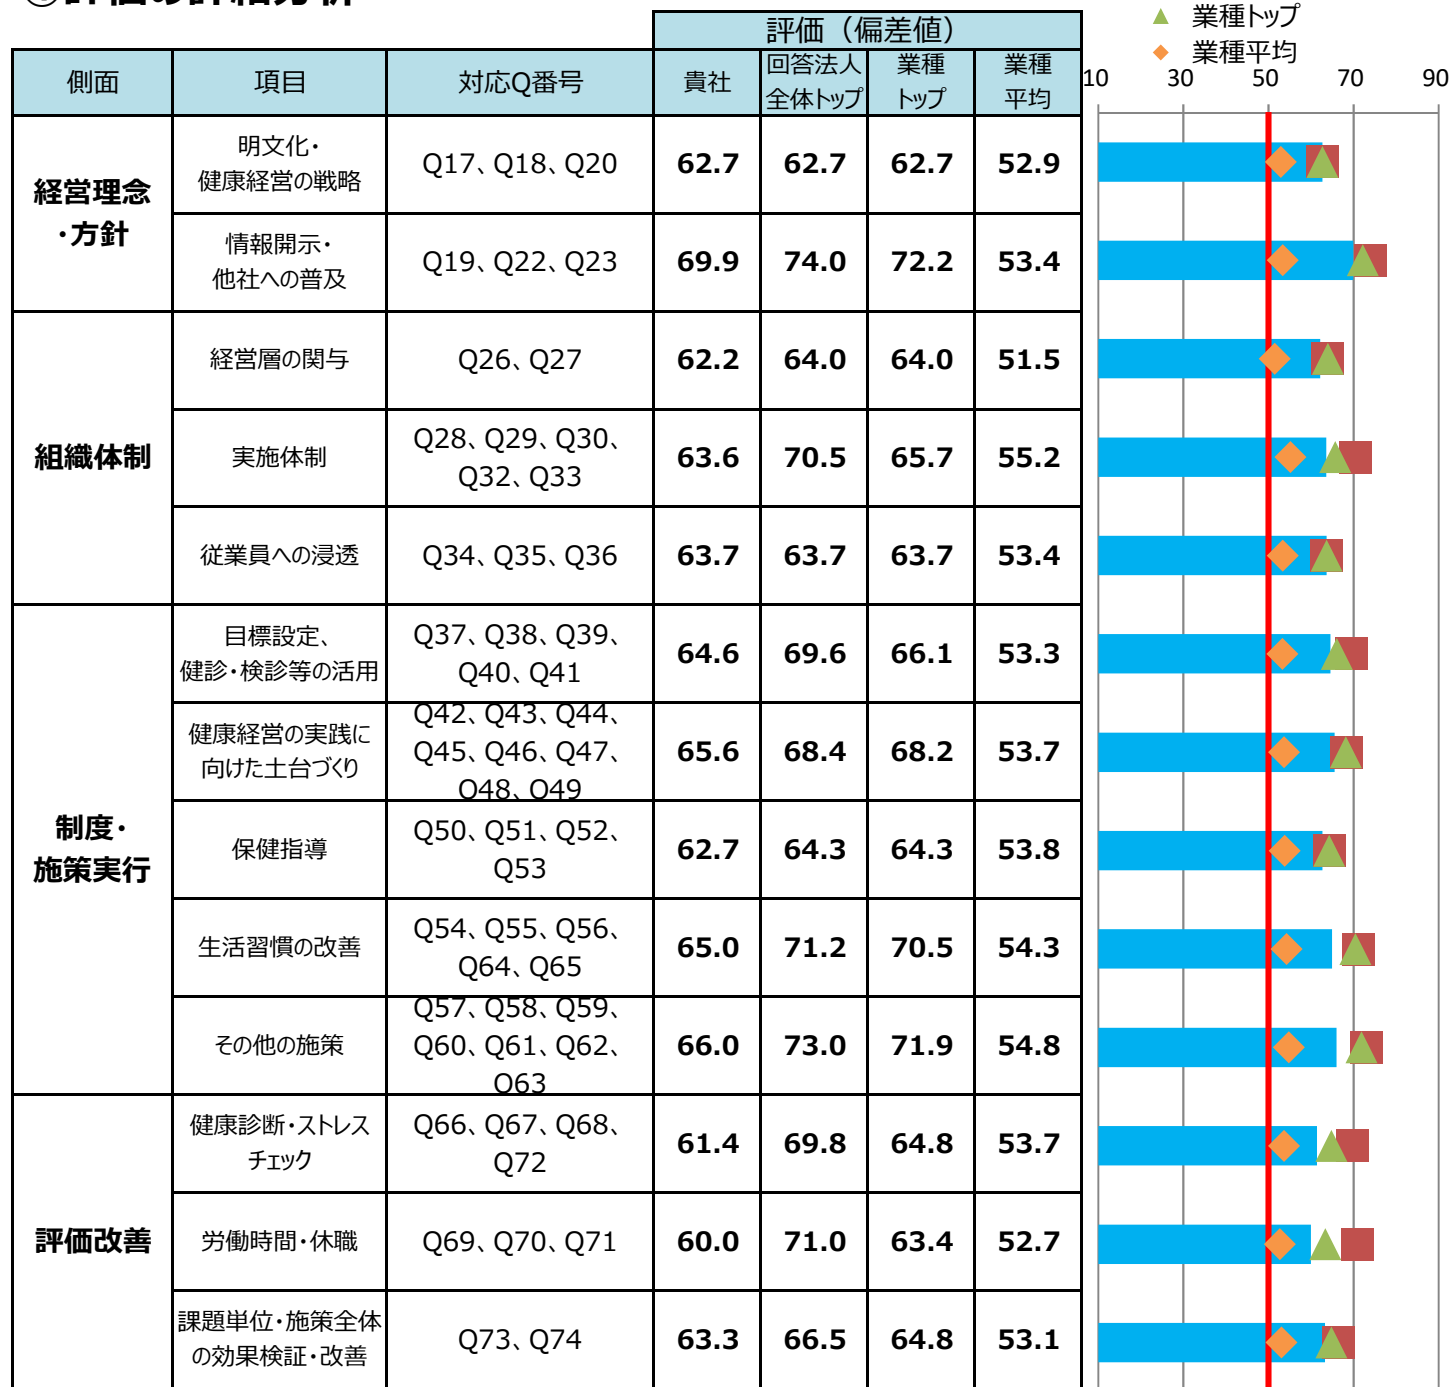 ①評価の詳細分析
評価（偏差値）
▲ 業種トップ
◆ 業種平均
側面 項目 対応Q番号 貴社 回答法人 業種 業種
全体トップ トップ 平均
10 30 50 70 90
経営理念
・方針
明文化・
健康経営の戦略
Q17、Q18、Q20 62.7 62.7 62.7 52.9
情報開示・
他社への普及
Q19、Q22、Q23 69.9 74.0 72.2 53.4
組織体制
経営層の関与 Q26、Q27 62.2 64.0 64.0 51.5
実施体制
Q28、Q29、Q30、
Q32、Q33
63.6 70.5 65.7 55.2
従業員への浸透 Q34、Q35、Q36 63.7 63.7 63.7 53.4
制度・
施策実行
目標設定、
健診・検診等の活用
Q37、Q38、Q39、
Q40、Q41
64.6 69.6 66.1 53.3
健康経営の実践に
向けた土台づくり
Q42、Q43、Q44、
Q45、Q46、Q47、
Q48、Q49
65.6 68.4 68.2 53.7
保健指導
Q50、Q51、Q52、
Q53
62.7 64.3 64.3 53.8
生活習慣の改善
Q54、Q55、Q56、
Q64、Q65
65.0 71.2 70.5 54.3
その他の施策
Q57、Q58、Q59、
Q60、Q61、Q62、
Q63
66.0 73.0 71.9 54.8
評価改善
健康診断・ストレス
チェック
Q66、Q67、Q68、
Q72
61.4 69.8 64.8 53.7
労働時間・休職 Q69、Q70、Q71 60.0 71.0 63.4 52.7
課題単位・施策全体
の効果検証・改善
Q73、Q74 63.3 66.5 64.8 53.1